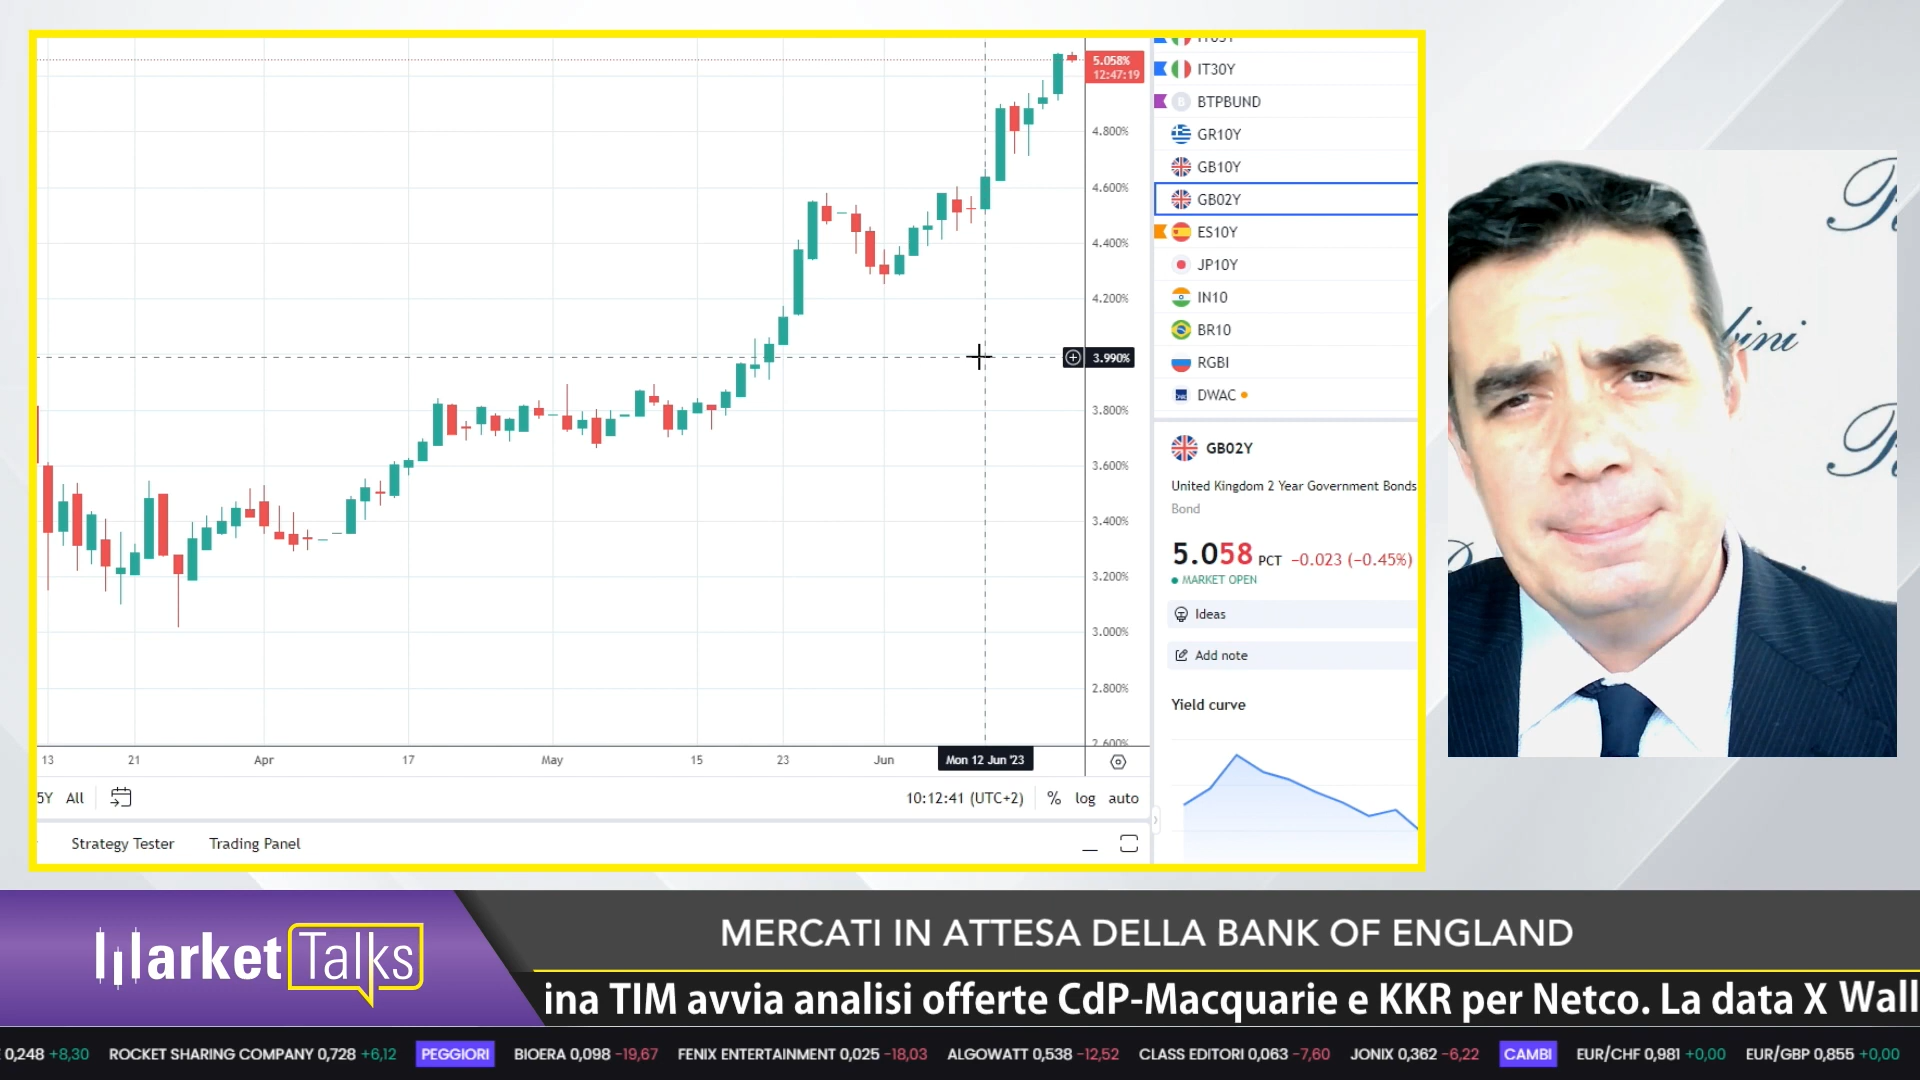 5.058%
12:47:19
4.800%
4.600%
4.400%
4.200%
3.990%
3.800%
3.600%
3.400%
3.200%
3.000%
2.800%
2.600%
13 21 Apr 17 May 15 23 Jun Mon 12 Jun '23
5Y All 10:12:41 (UTC+2) % log auto
Strategy Tester Trading Panel
IT05Y
IT30Y
BTPBUND
GR10Y
GB10Y
GB02Y
ES10Y
JP10Y
IN10
BR10
RGBI
DWAC
GB02Y
United Kingdom 2 Year Government Bonds
Bond
5.058 PCT −0.023 (−0.45%)
MARKET OPEN
Ideas
Add note
Yield curve
Market Talks
MERCATI IN ATTESA DELLA BANK OF ENGLAND
ina TIM avvia analisi offerte CdP-Macquarie e KKR per Netco. La data X Wall
0,248 +8,30 ROCKET SHARING COMPANY 0,728 +6,12 PEGGIORI BIOERA 0,098 -19,67 FENIX ENTERTAINMENT 0,025 -18,03 ALGOWATT 0,538 -12,52 CLASS EDITORI 0,063 -7,60 JONIX 0,362 -6,22 CAMBI EUR/CHF 0,981 +0,00 EUR/GBP 0,855 +0,00